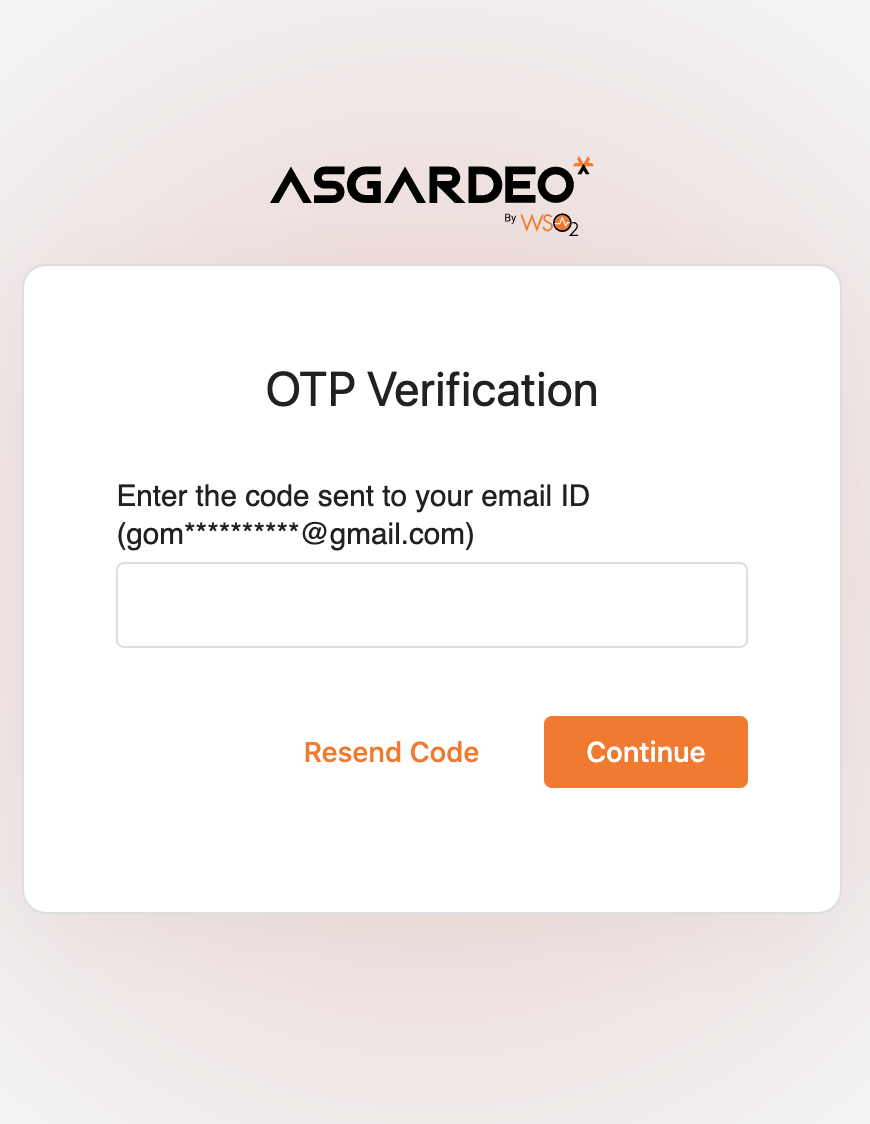 ASGARDEO
By WSO2
OTP Verification
Enter the code sent to your email ID
(gom**********@gmail.com)
Resend Code
Continue